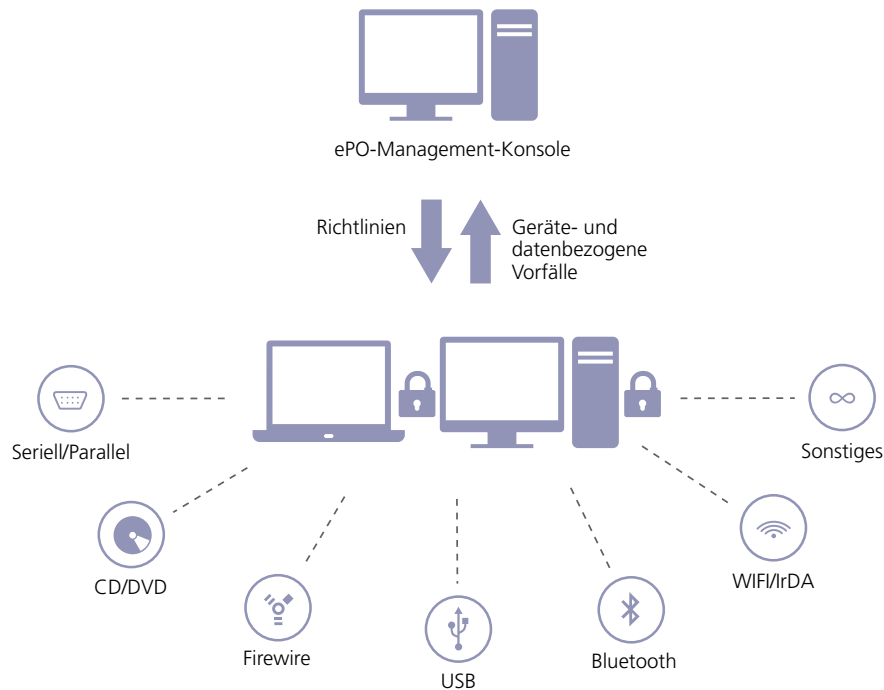 ePO-Management-Konsole
Richtlinien
Geräte- und
datenbezogene
Vorfälle
Seriell/Parallel
Sonstiges
CD/DVD
WIFI/IrDA
Firewire
Bluetooth
USB